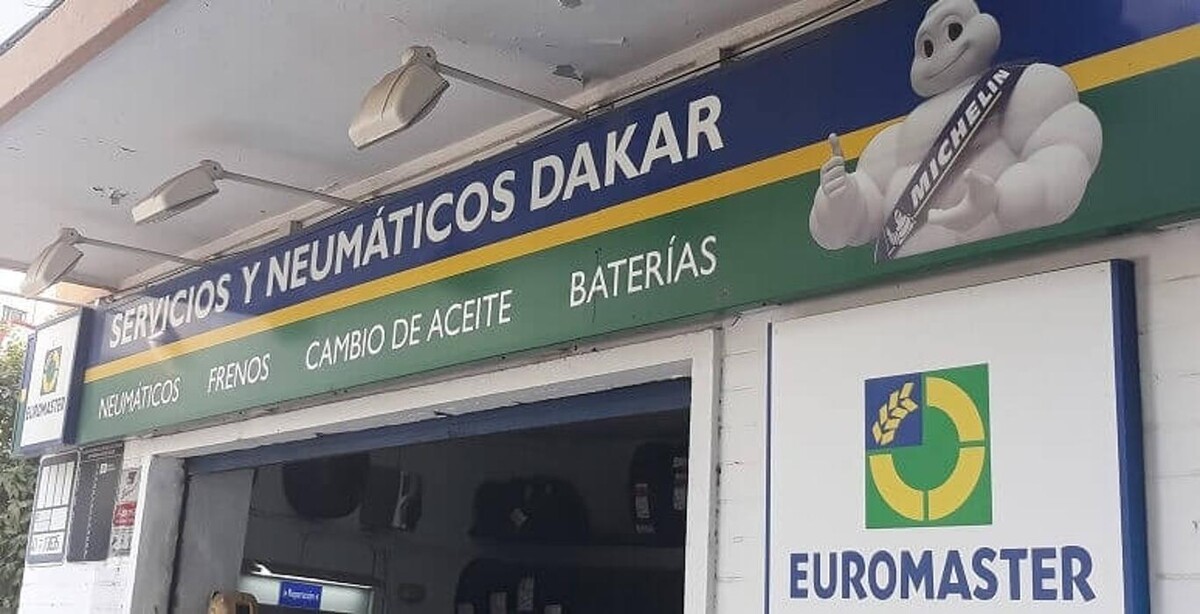 SERVICIOS Y NEUMÁTICOS DAKAR
NEUMÁTICOS FRENOS CAMBIO DE ACEITE BATERÍAS
MICHELIN
EUROMASTER
EUROMASTER